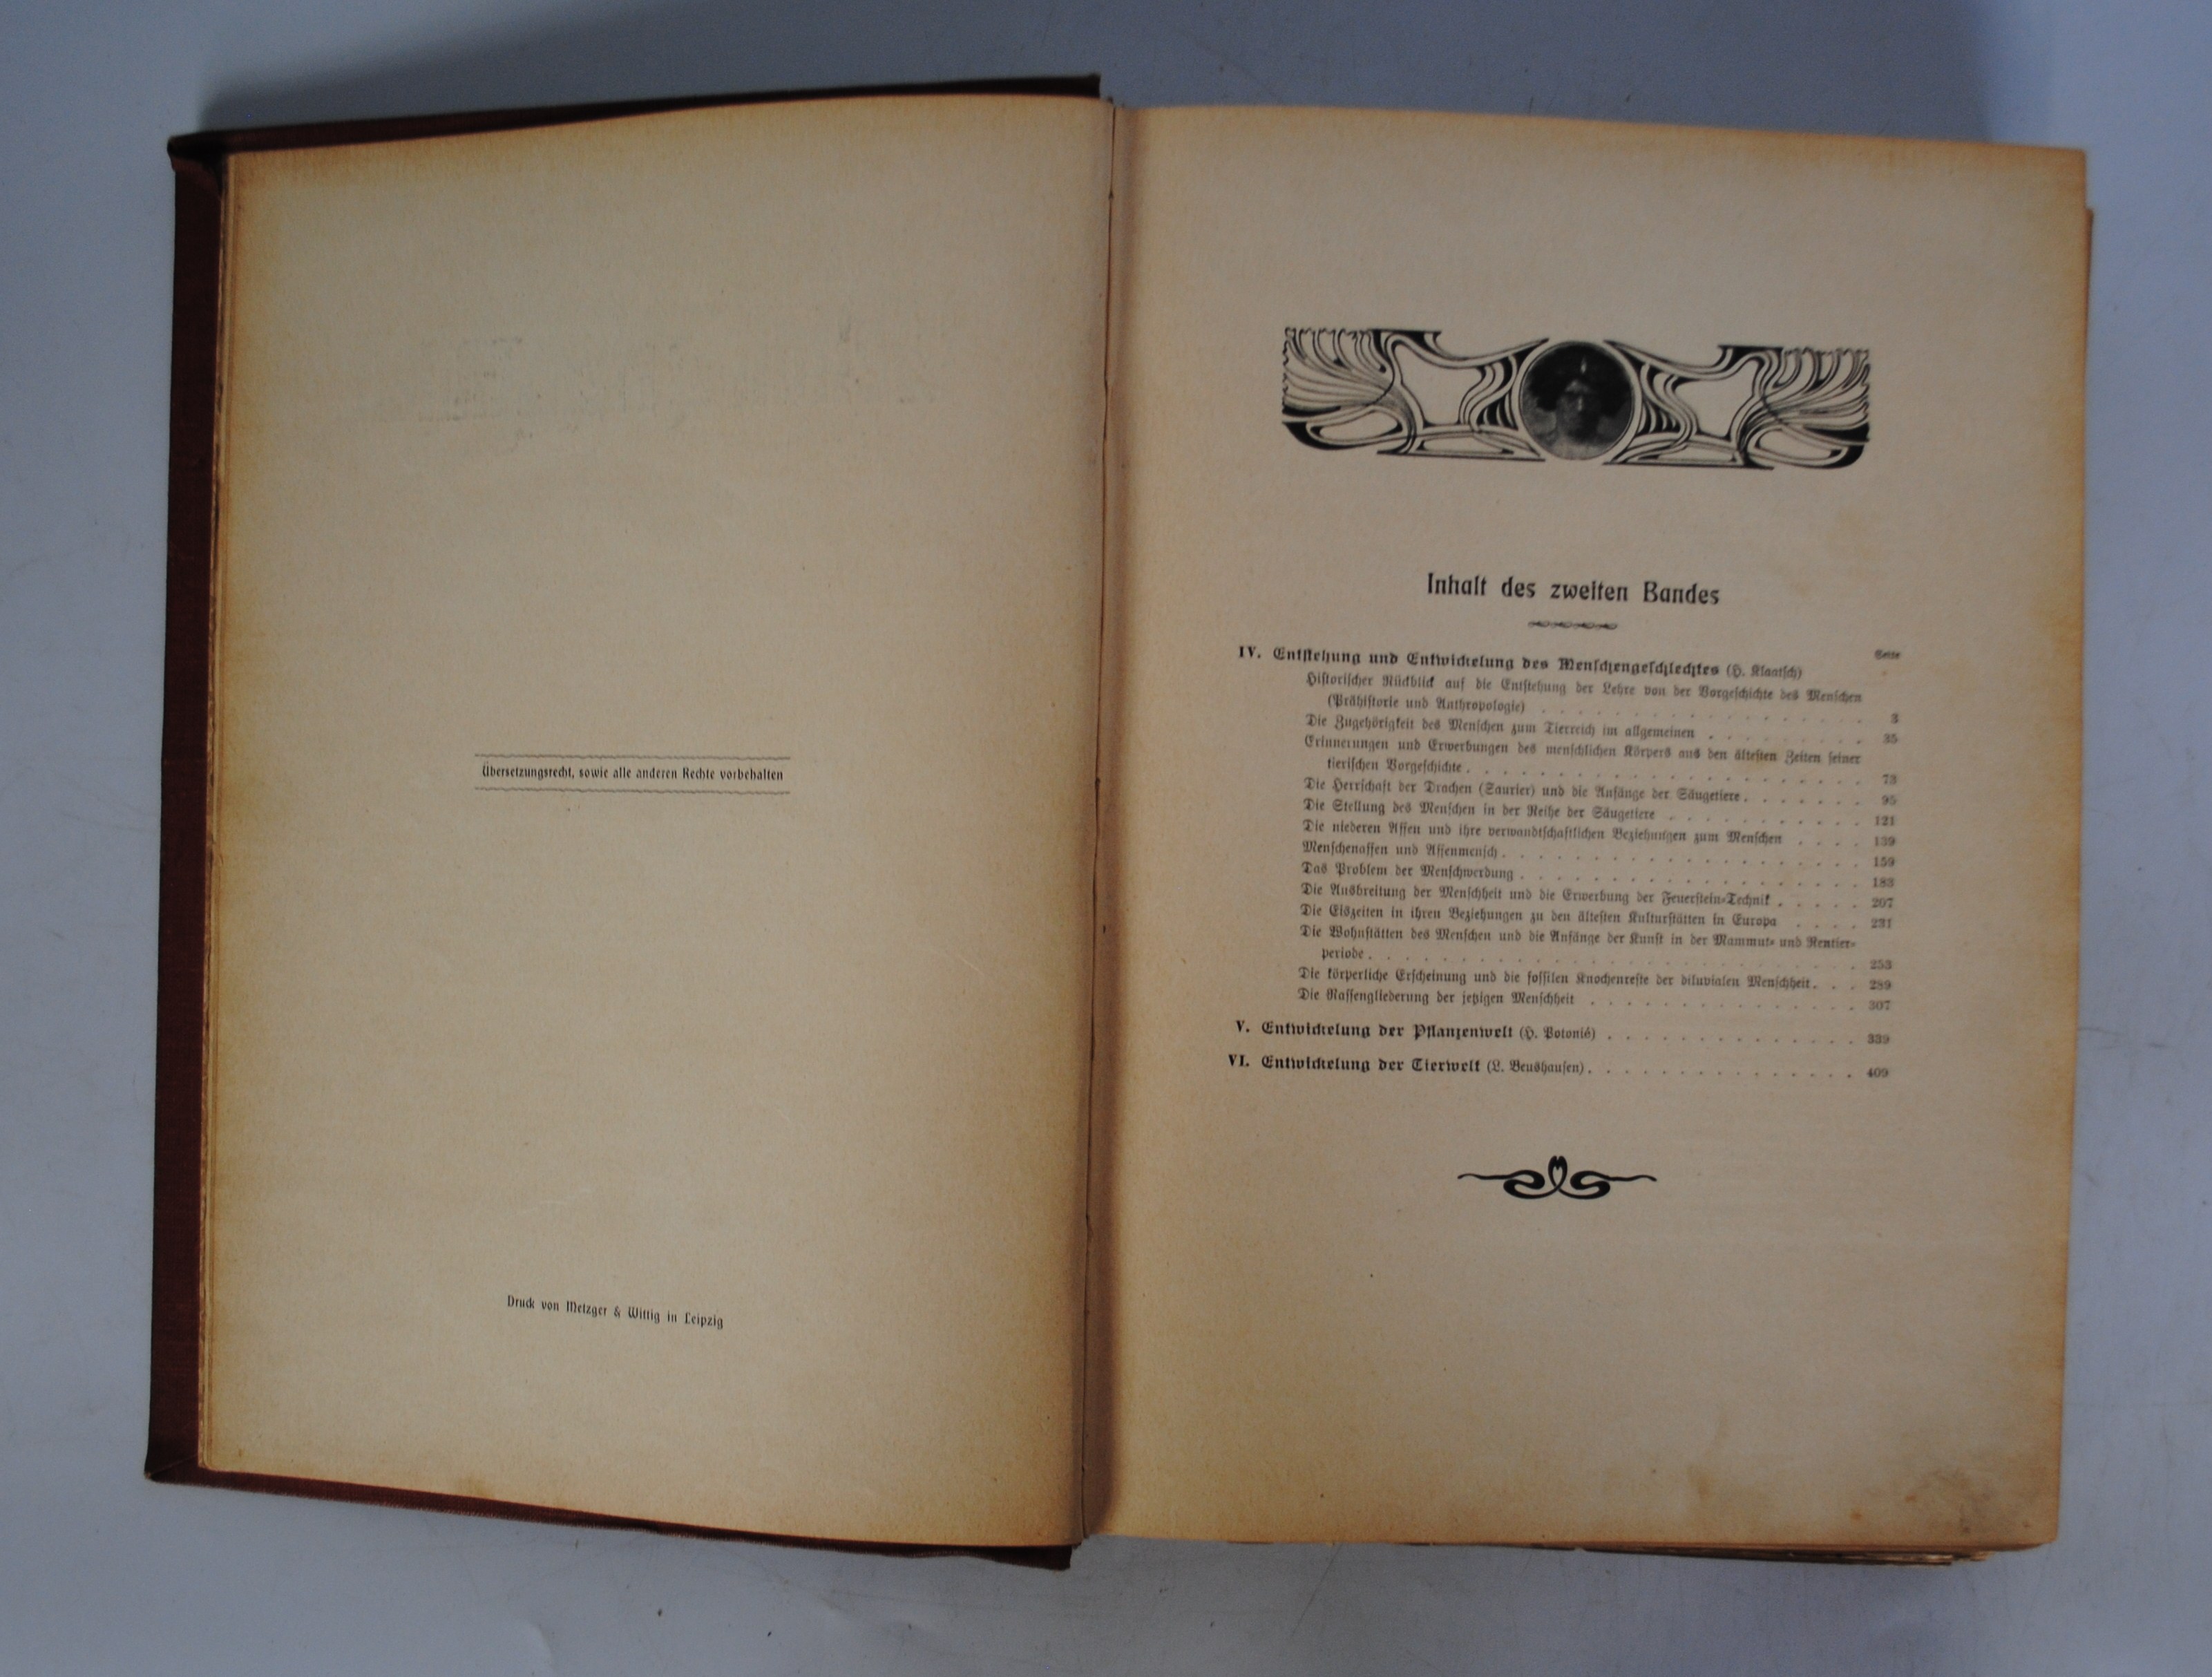 Übersetzungsrecht, sowie alle anderen Rechte vorbehalten
Druck von Metzger & Wittig in Leipzig
Inhalt des zweiten Bandes
Seite
IV. Entstehung und Entwickelung des Menschengeschlechtes (H. Klaatsch)
Historischer Rückblick auf die Entstehung der Lehre von der Vorgeschichte des Menschen
(Prähistorie und Anthropologie) . . . . . . . . . . . . . . . . 3
Die Zugehörigkeit des Menschen zum Tierreich im allgemeinen . . . . . . . . 35
Erinnerungen und Erwerbungen des menschlichen Körpers aus den ältesten Zeiten seiner
tierischen Vorgeschichte . . . . . . . . . . . . . . . . . . . 73
Die Herrschaft der Drachen (Saurier) und die Anfänge der Säugetiere . . . . . . . 95
Die Stellung des Menschen in der Reihe der Säugetiere . . . . . . . . . . 121
Die niederen Affen und ihre verwandtschaftlichen Beziehungen zum Menschen . . . . 139
Menschenaffen und Affenmensch . . . . . . . . . . . . . . . . . . 159
Das Problem der Menschwerdung . . . . . . . . . . . . . . . . . . 183
Die Ausbreitung der Menschheit und die Erwerbung der Feuerstein-Technik . . . . . 207
Die Eiszeiten in ihren Beziehungen zu den ältesten Kulturstätten in Europa . . . . 231
Die Wohnstätten des Menschen und die Anfänge der Kunst in der Mammut- und Rentier-
periode . . . . . . . . . . . . . . . . . . . . . . . . 253
Die körperliche Erscheinung und die fossilen Knochenreste der diluvialen Menschheit . . . 289
Die Rassengliederung der jetzigen Menschheit . . . . . . . . . . . . . . 307
V. Entwickelung der Pflanzenwelt (H. Potonié) . . . . . . . . . . . . . . 339
VI. Entwickelung der Tierwelt (L. Beushausen) . . . . . . . . . . . . . . . 409